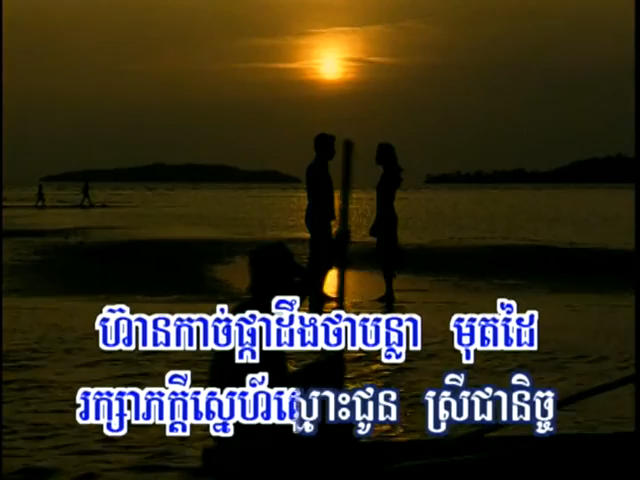 ហ៊ានកាច់ផ្កាដឹងថាបន្លា មុតដៃ
រក្សាភក្ដីស្នេហ៍ស្មោះជូន ស្រីជានិច្ច